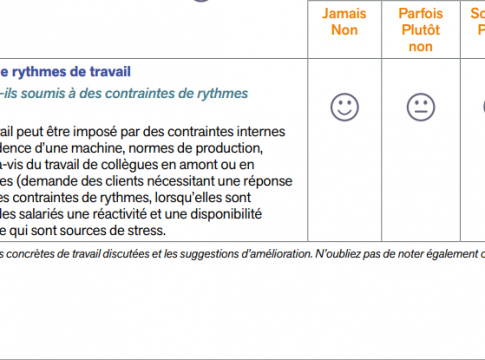 Jamais Parfois So
Non Plutôt P
non
e rythmes de travail
-ils soumis à des contraintes de rythmes
ail peut être imposé par des contraintes internes
dence d'une machine, normes de production,
-vis du travail de collègues en amont ou en
es (demande des clients nécessitant une réponse
es contraintes de rythmes, lorsqu'elles sont
des salariés une réactivité et une disponibilité
e qui sont sources de stress.
s concrètes de travail discutées et les suggestions d'amélioration. N'oubliez pas de noter également